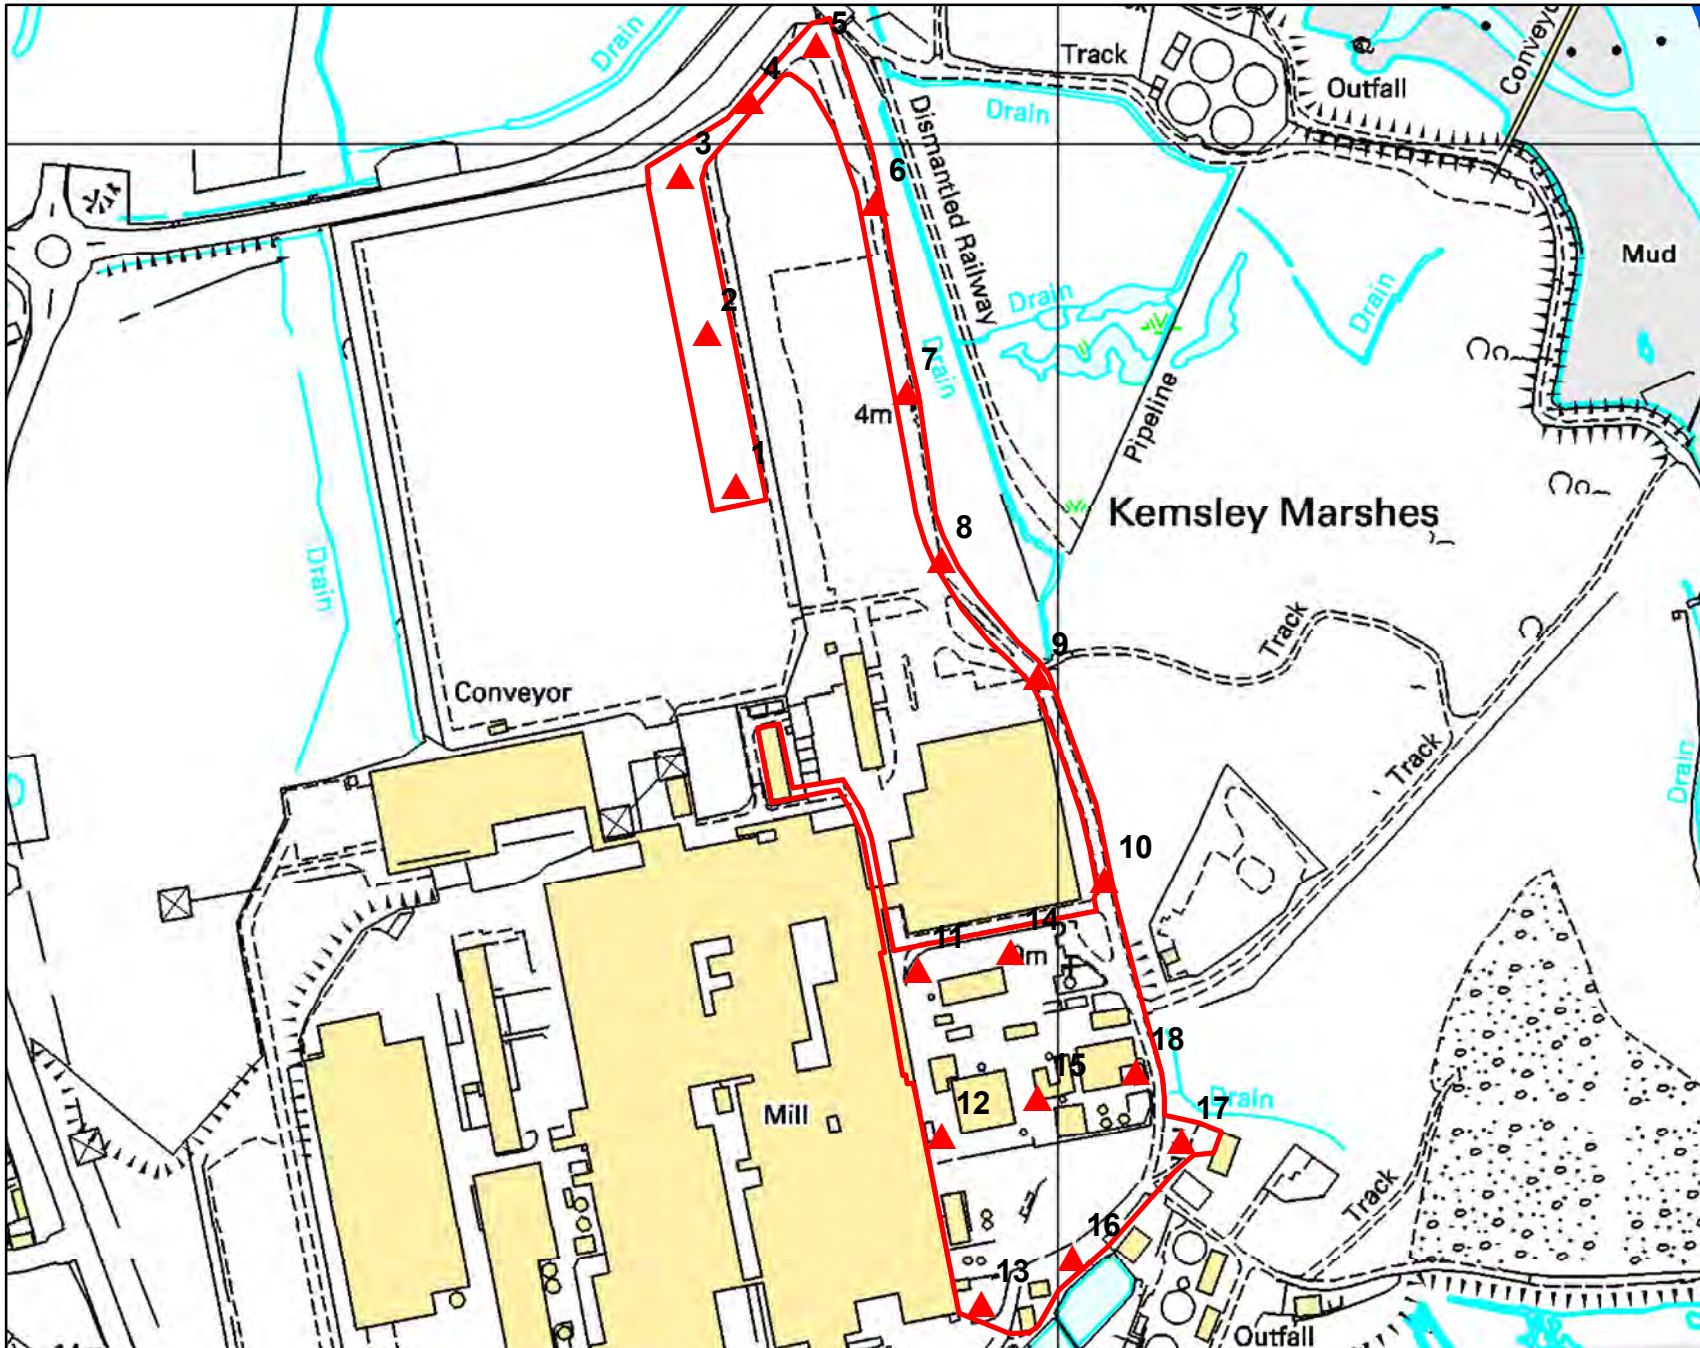 5
Drain
4
Track
Conveyo
Outfall
Drain
Dismantled Railway
3
6
Mud
2
Drain
Drain
7
Drain
4m
Pipeline
1
Kemsley Marshes
8
Drain
Track
9
Conveyor
Track
Drain
10
14
11
m
18
15
12
Drain
17
Mill
Track
16
13
Outfall